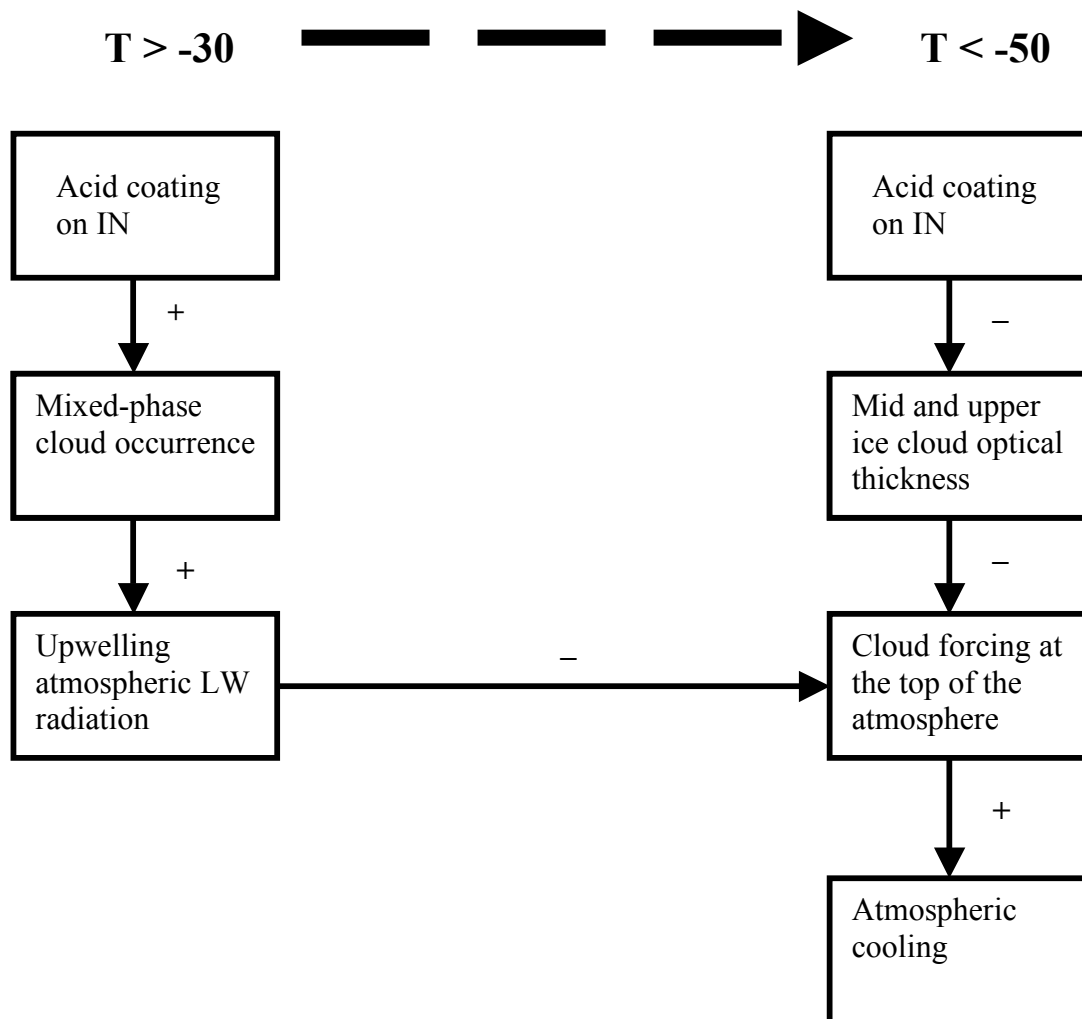 T > -30
T < -50
Acid coating
on IN
+
Mixed-phase
cloud occurrence
+
Upwelling
atmospheric LW
radiation
–
Acid coating
on IN
–
Mid and upper
ice cloud optical
thickness
–
Cloud forcing at
the top of the
atmosphere
+
Atmospheric
cooling